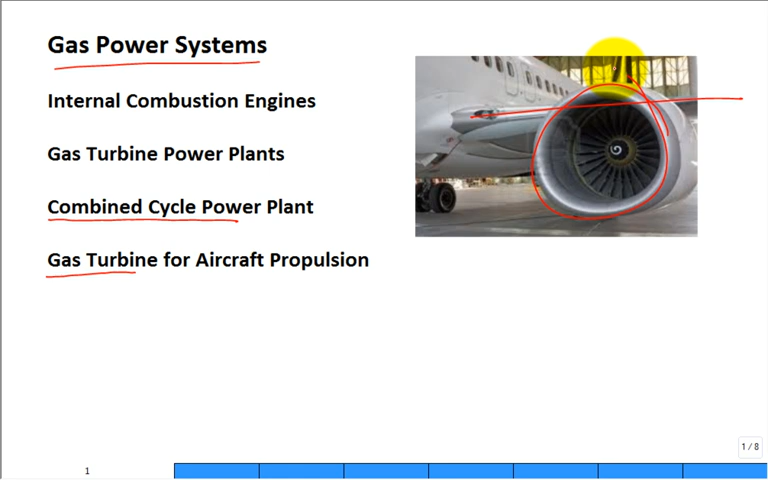 Gas Power Systems
Internal Combustion Engines
Gas Turbine Power Plants
Combined Cycle Power Plant
Gas Turbine for Aircraft Propulsion
1 / 8
1